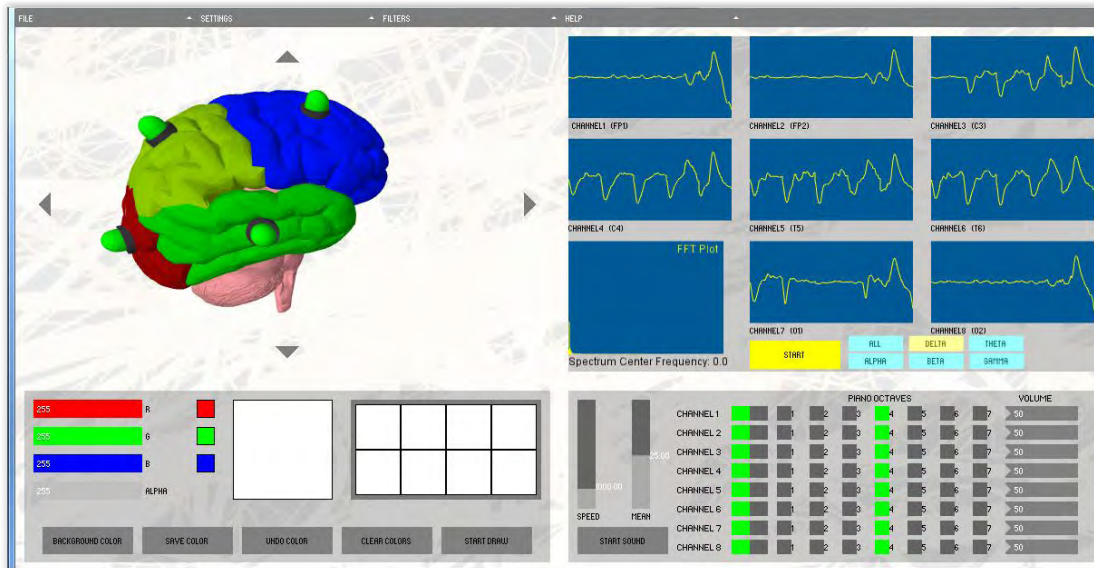 FILE
SETTINGS
FILTERS
HELP
CHANNEL1 (FP1)
CHANNEL2 (FP2)
CHANNEL3 (C3)
CHANNEL4 (C4)
CHANNEL5 (T5)
CHANNEL6 (T6)
FFT Plot
Spectrum Center Frequency: 0.0
CHANNEL7 (O1)
CHANNEL8 (O2)
START
ALL
DELTA
THETA
ALPHA
BETA
GAMMA
255 R
255 G
255 B
255 ALPHA
BACKGROUND COLOR
SAVE COLOR
UNDO COLOR
CLEAR COLORS
START DRAW
25.00
SPEED
MEAN
START SOUND
PIANO OCTAVES VOLUME
CHANNEL 1 1 2 3 4 5 6 7 50
CHANNEL 2 1 2 3 4 5 6 7 50
CHANNEL 3 1 2 3 4 5 6 7 50
CHANNEL 4 1 2 3 4 5 6 7 50
CHANNEL 5 1 2 3 4 5 6 7 50
CHANNEL 6 1 2 3 4 5 6 7 50
CHANNEL 7 1 2 3 4 5 6 7 50
CHANNEL 8 1 2 3 4 5 6 7 50